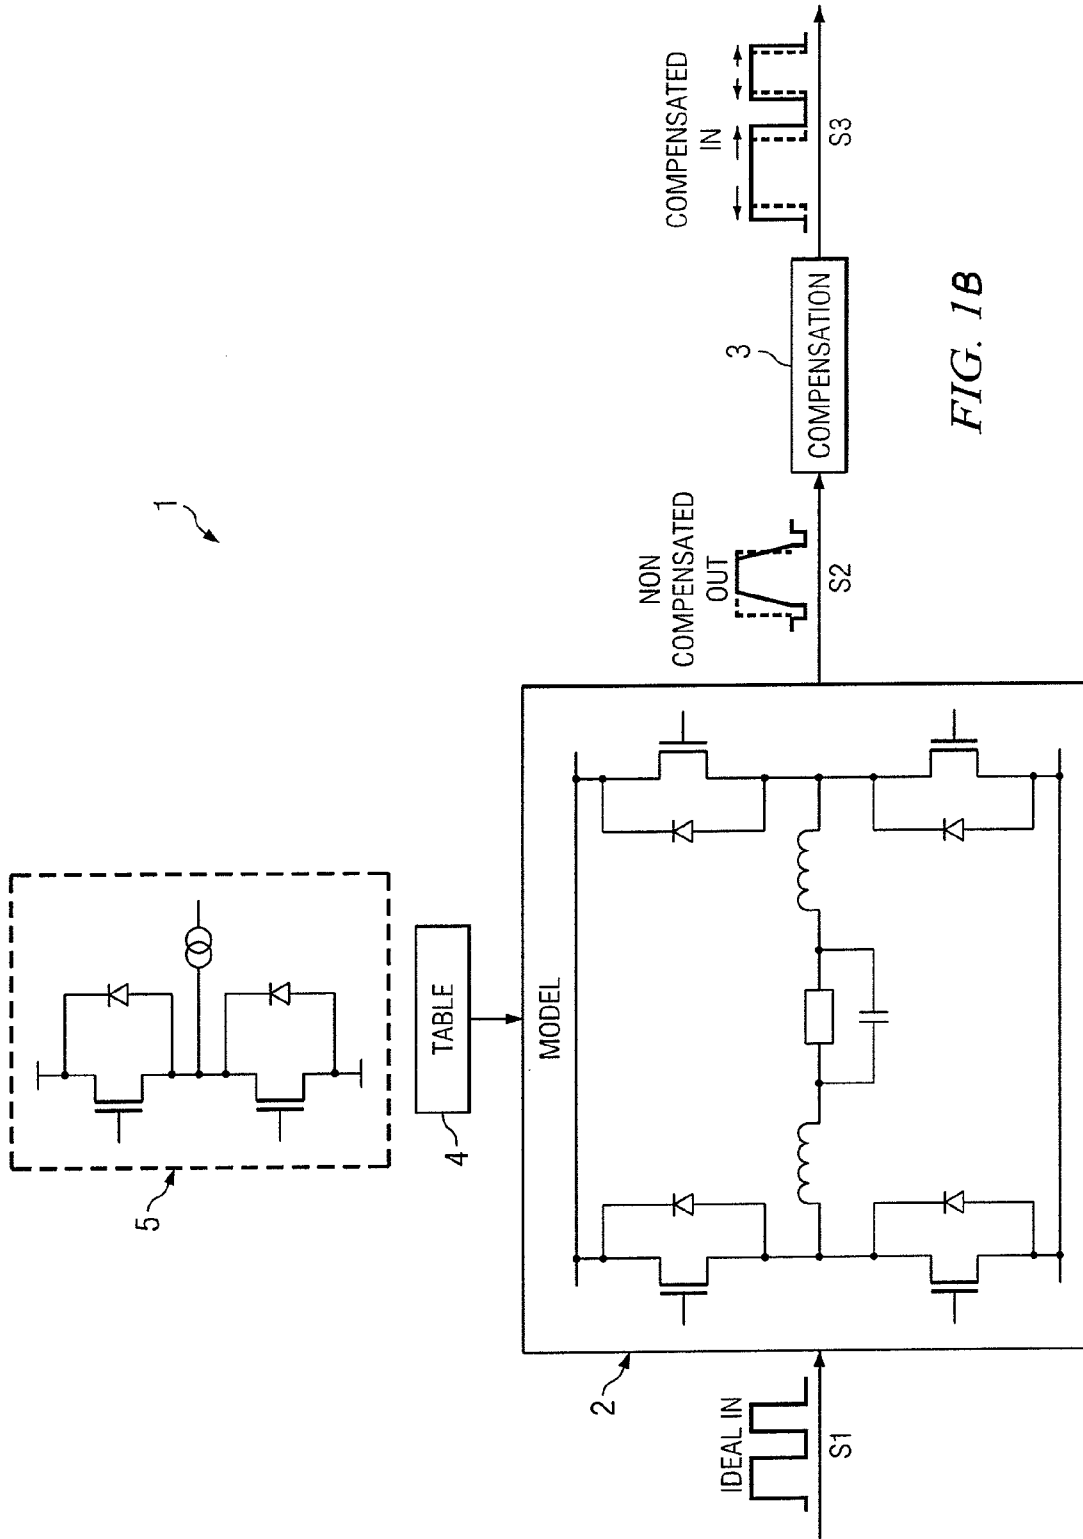 1
5
4
TABLE
2
MODEL
IDEAL IN
S1
NON
COMPENSATED
OUT
S2
3
COMPENSATION
COMPENSATED
IN
S3
FIG. 1B